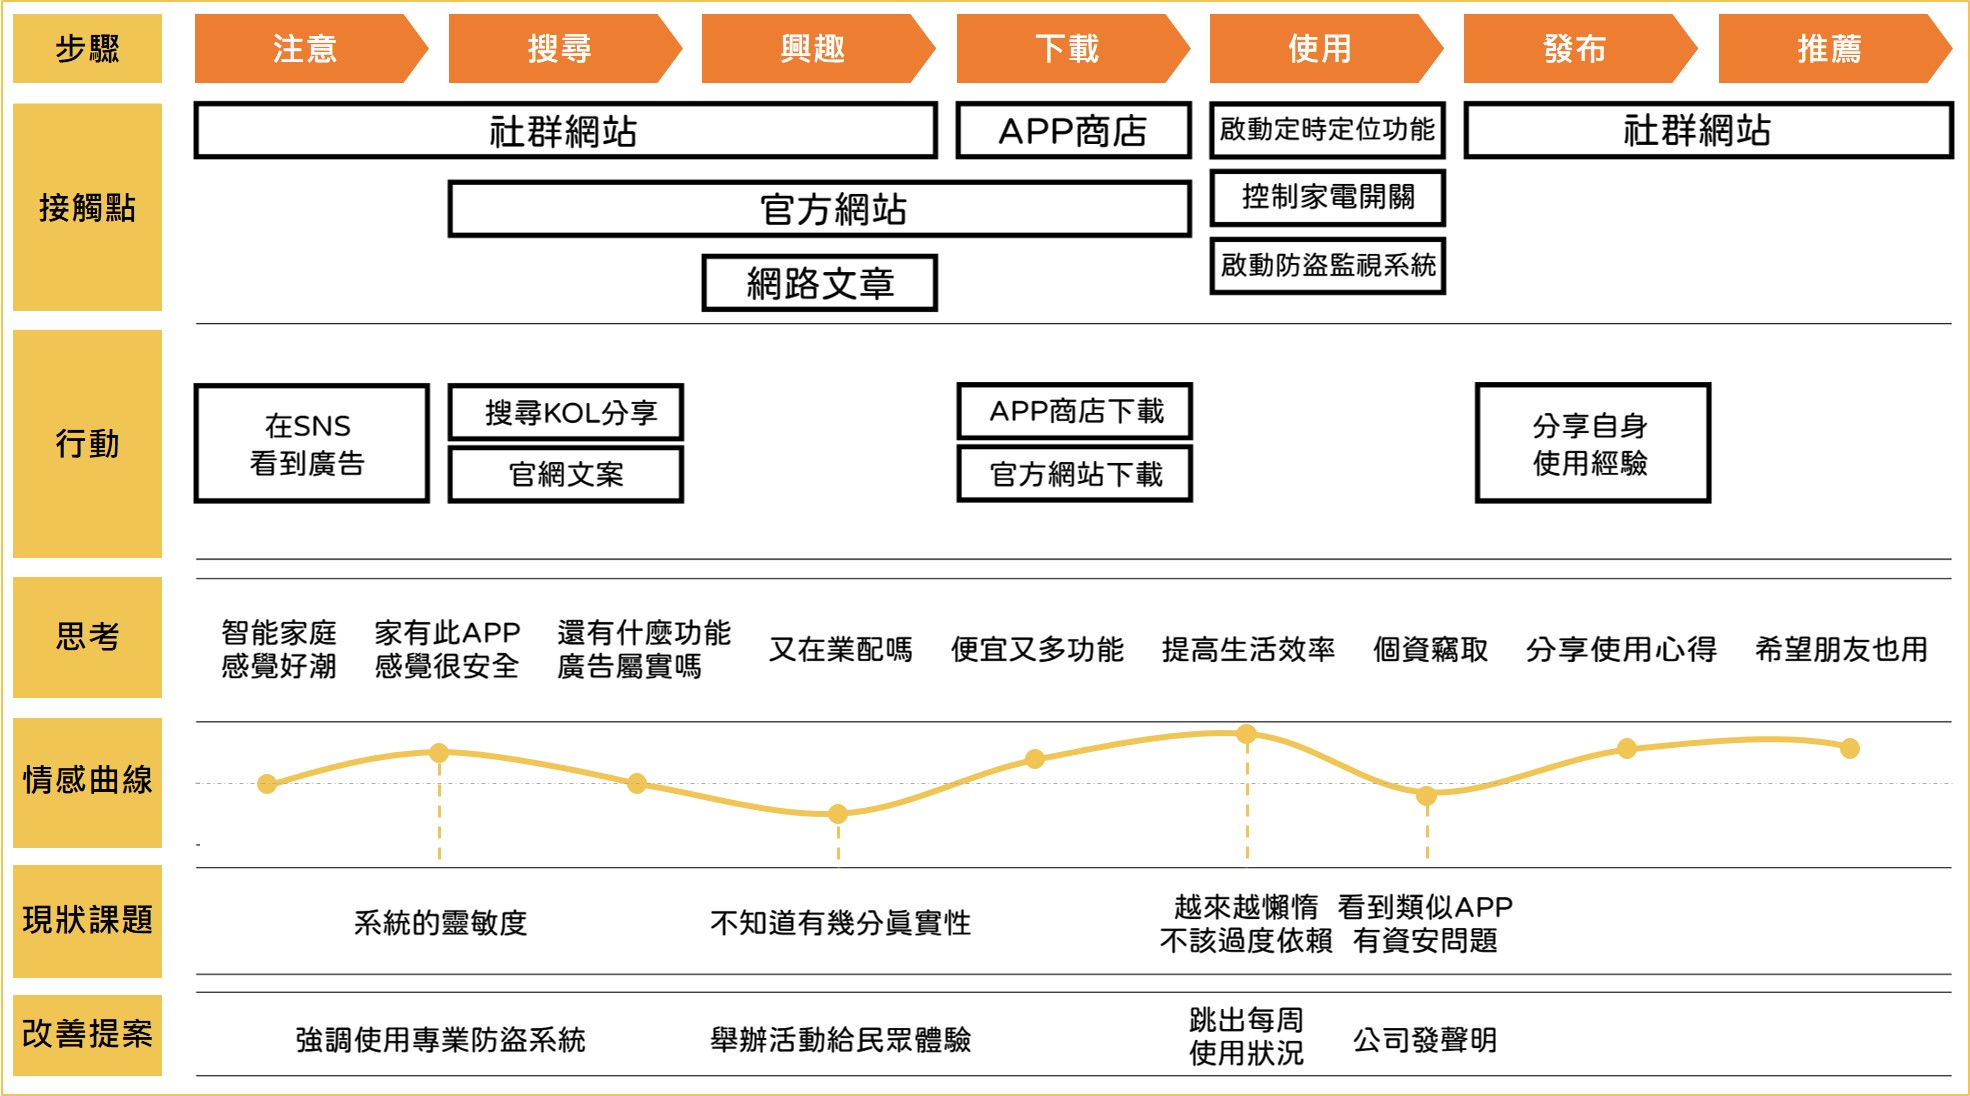 步驟
注意
搜尋
興趣
下載
使用
發布
推薦
接觸點
社群網站
APP商店
啟動定時定位功能
社群網站
官方網站
控制家電開關
網路文章
啟動防盜監視系統
行動
在SNS
看到廣告
搜尋KOL分享
官網文案
APP商店下載
官方網站下載
分享自身
使用經驗
思考
智能家庭
感覺好潮
家有此APP
感覺很安全
還有什麼功能
廣告屬實嗎
又在業配嗎
便宜又多功能
提高生活效率
個資竊取
分享使用心得
希望朋友也用
情感曲線
現狀課題
系統的靈敏度
不知道有幾分真實性
越來越懶惰
不該過度依賴
看到類似APP
有資安問題
改善提案
強調使用專業防盜系統
舉辦活動給民眾體驗
跳出每周
使用狀況
公司發聲明